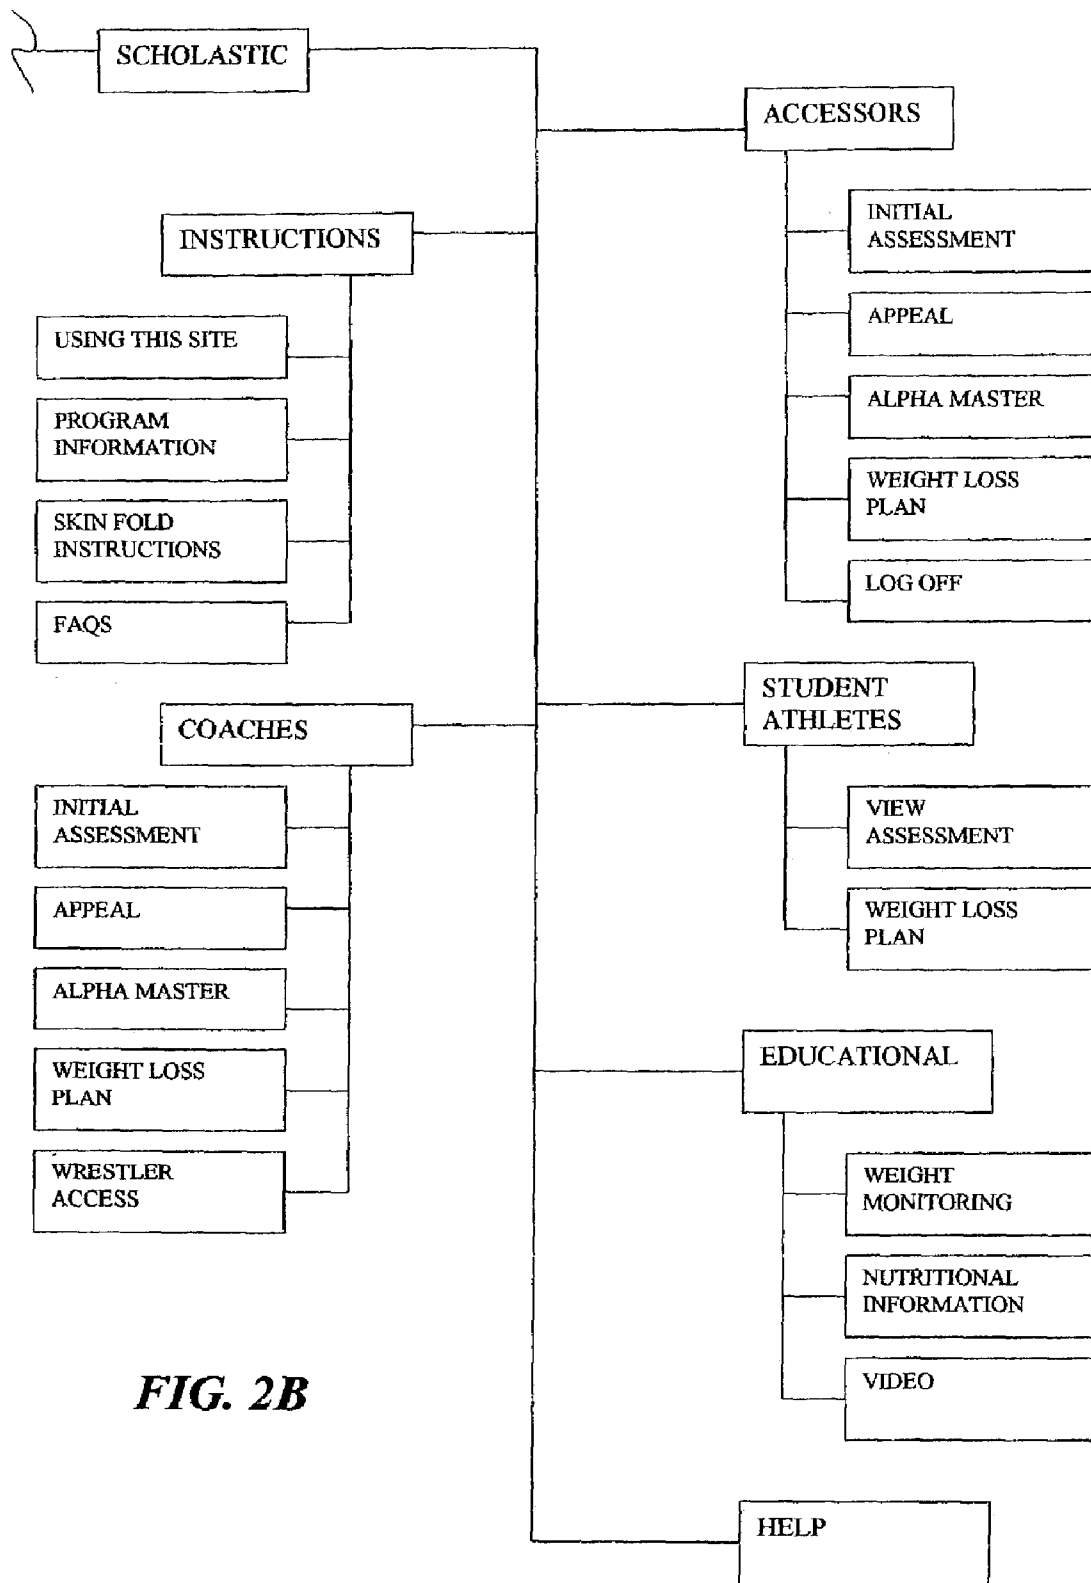 SCHOLASTIC
INSTRUCTIONS
USING THIS SITE
PROGRAM
INFORMATION
SKIN FOLD
INSTRUCTIONS
FAQS
COACHES
INITIAL
ASSESSMENT
APPEAL
ALPHA MASTER
WEIGHT LOSS
PLAN
WRESTLER
ACCESS
ACCESSORS
INITIAL
ASSESSMENT
APPEAL
ALPHA MASTER
WEIGHT LOSS
PLAN
LOG OFF
STUDENT
ATHLETES
VIEW
ASSESSMENT
WEIGHT LOSS
PLAN
EDUCATIONAL
WEIGHT
MONITORING
NUTRITIONAL
INFORMATION
VIDEO
HELP
FIG. 2B